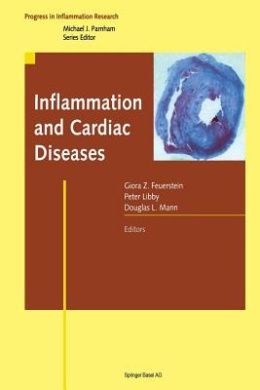 Progress in Inflammation Research
Michael J. Parnham
Series Editor
Inflammation
and Cardiac
Diseases
Giora Z. Feuerstein
Peter Libby
Douglas L. Mann
Editors
Springer Basel AG